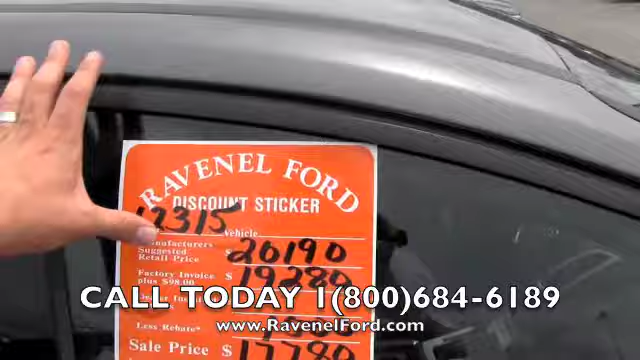 RAVENEL FORD
DISCOUNT STICKER
12315 Vehicle
Manufacturers
Suggested
Retail Price $ 20190
Factory Invoice
plus $98.00 $ 19280
CALL TODAY 1(800)684-6189
Less Rebate*
www.RavenelFord.com
Sale Price $ 17780